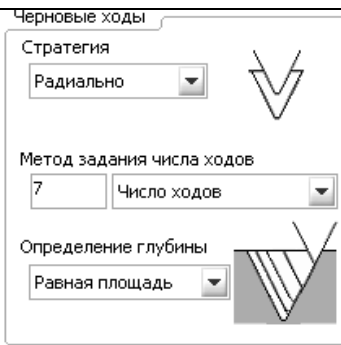 Черновые ходы
Стратегия
Радиально
Метод задания числа ходов
7
Число ходов
Определение глубины
Равная площадь